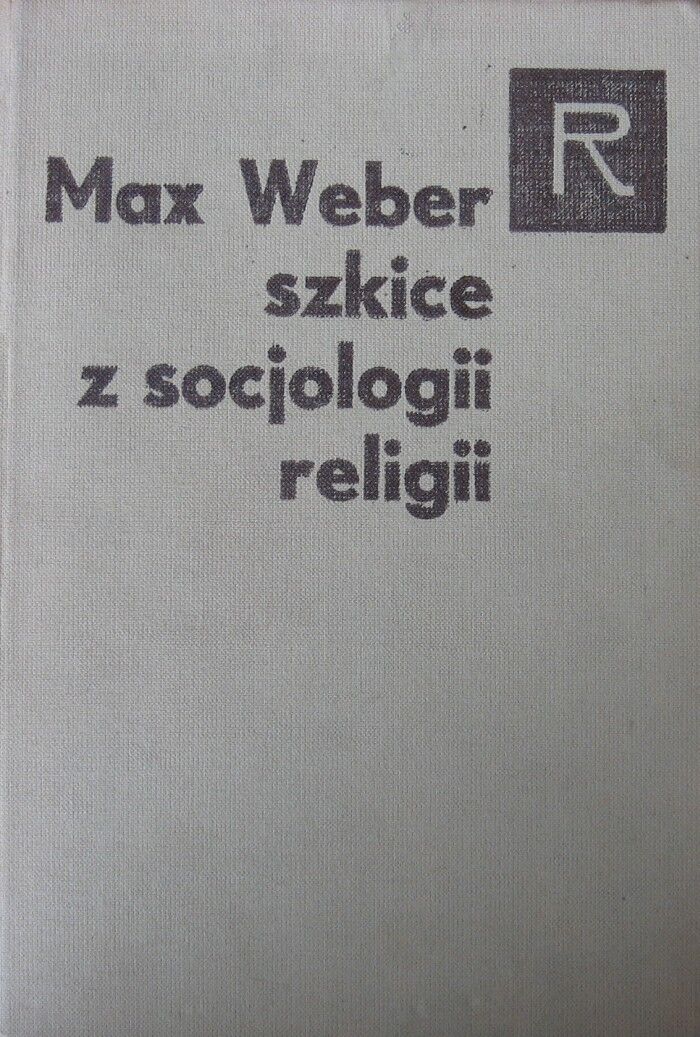 R
Max Weber
szkice
z socjologii
religii